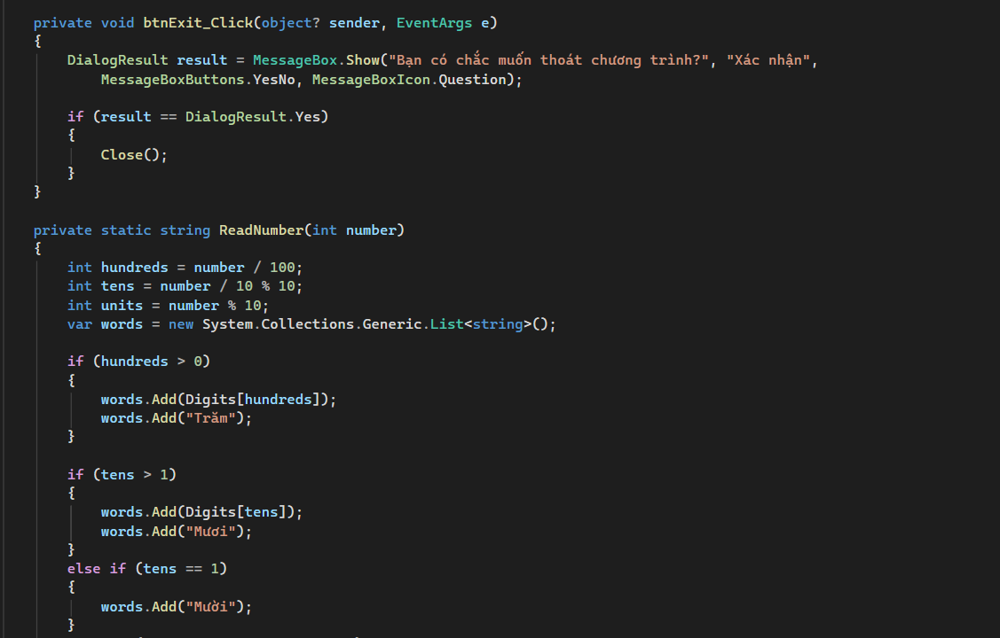 private void btnExit_Click(object? sender, EventArgs e)
{
DialogResult result = MessageBox.Show("Bạn có chắc muốn thoát chương trình?", "Xác nhận",
MessageBoxButtons.YesNo, MessageBoxIcon.Question);
if (result == DialogResult.Yes)
{
Close();
}
}
private static string ReadNumber(int number)
{
int hundreds = number / 100;
int tens = number / 10 % 10;
int units = number % 10;
var words = new System.Collections.Generic.List<string>();
if (hundreds > 0)
{
words.Add(Digits[hundreds]);
words.Add("Trăm");
}
if (tens > 1)
{
words.Add(Digits[tens]);
words.Add("Mươi");
}
else if (tens == 1)
{
words.Add("Mười");
}